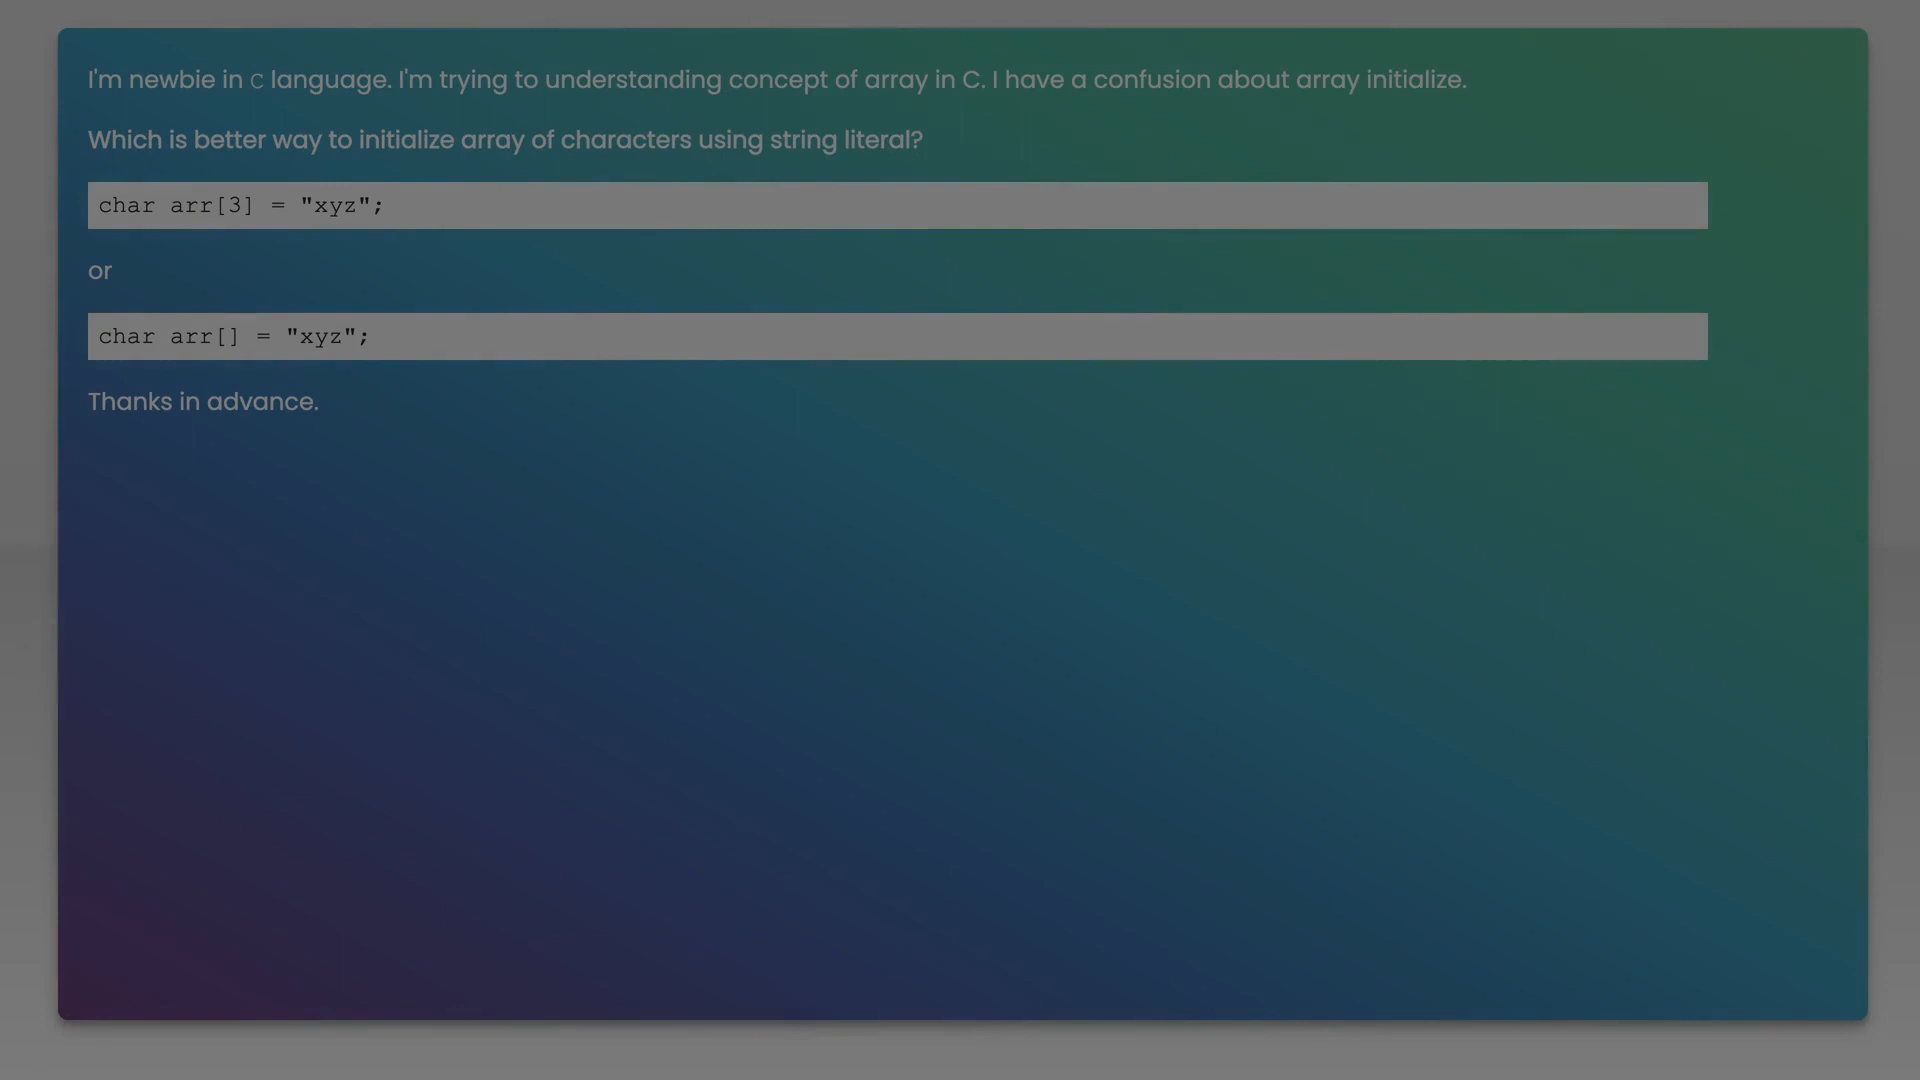 I'm newbie in C language. I'm trying to understanding concept of array in C. I have a confusion about array initialize.
Which is better way to initialize array of characters using string literal?
char arr[3] = "xyz";
or
char arr[] = "xyz";
Thanks in advance.